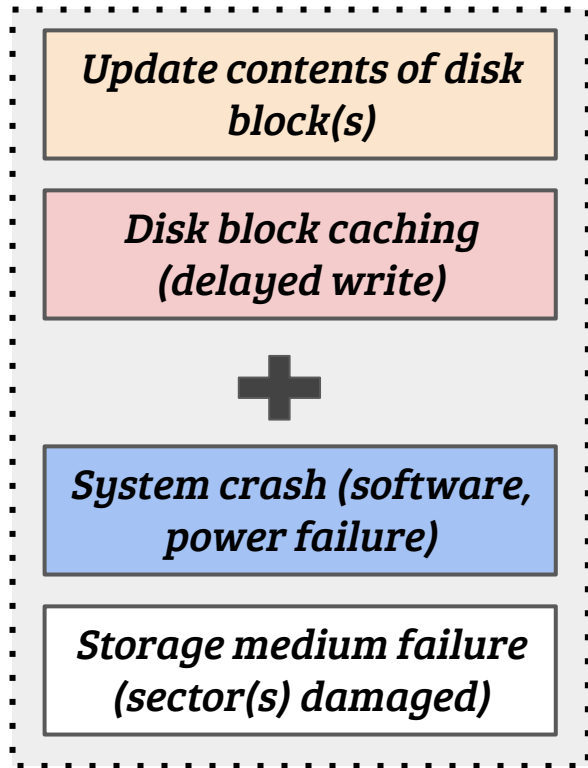 Update contents of disk
block(s)
Disk block caching
(delayed write)
System crash (software,
power failure)
Storage medium failure
(sector(s) damaged)